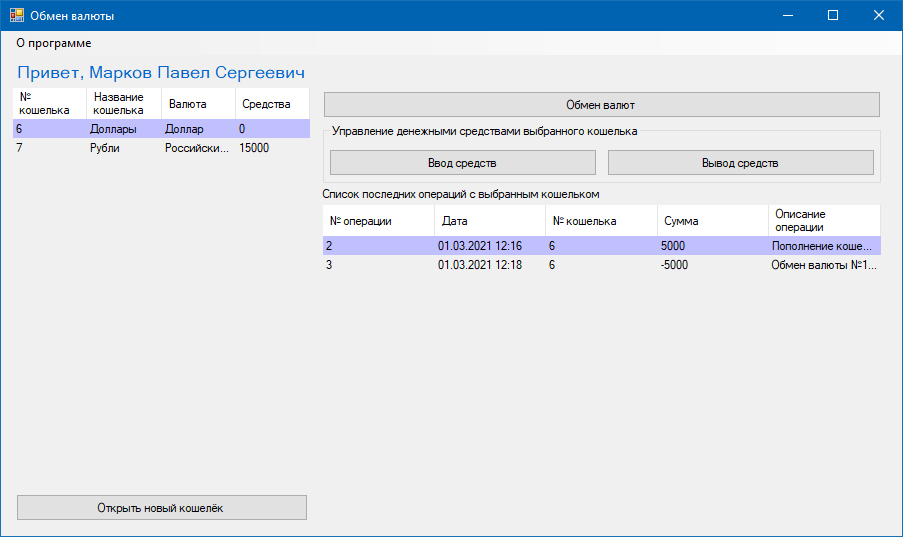 Обмен валюты
О программе
Привет, Марков Павел Сергеевич
№ кошелька Название кошелька Валюта Средства
6 Доллары Доллар 0
7 Рубли Российски... 15000
Открыть новый кошелёк
Обмен валют
Управление денежными средствами выбранного кошелька
Ввод средств Вывод средств
Список последних операций с выбранным кошельком
№ операции Дата № кошелька Сумма Описание операции
2 01.03.2021 12:16 6 5000 Пополнение коше...
3 01.03.2021 12:18 6 -5000 Обмен валюты №1...